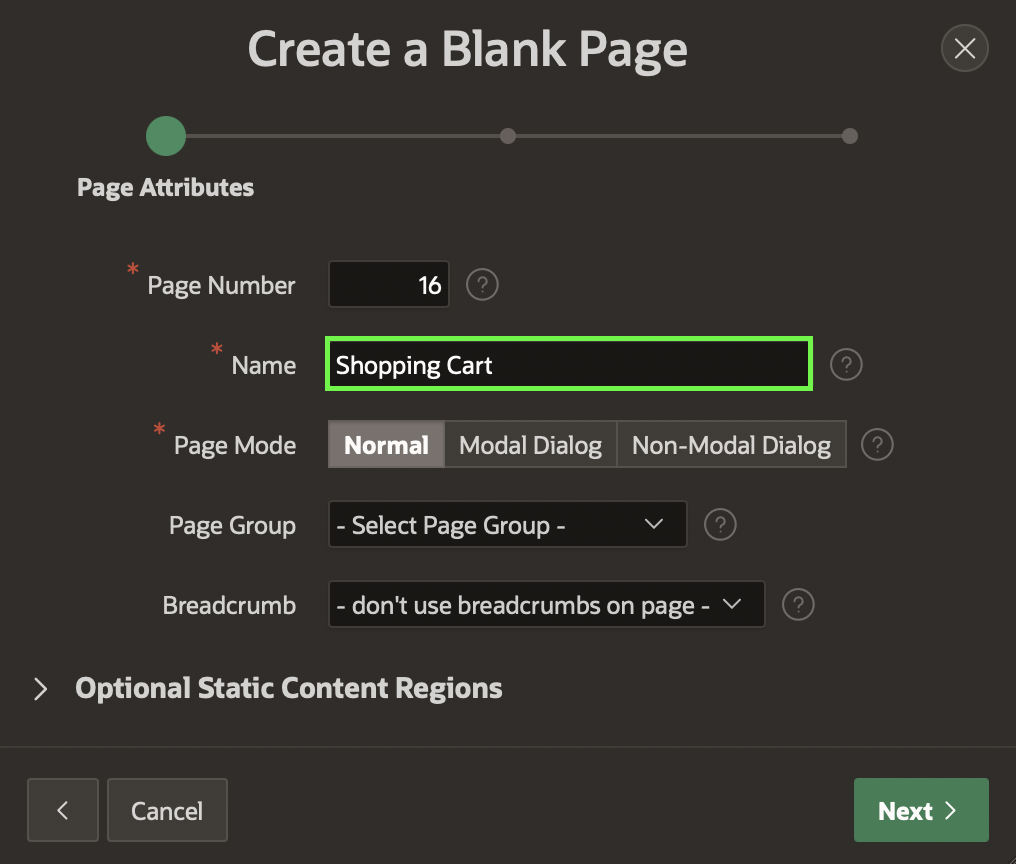 Create a Blank Page
Page Attributes
* Page Number 16 ?
* Name Shopping Cart ?
* Page Mode Normal Modal Dialog Non-Modal Dialog ?
Page Group - Select Page Group - ?
Breadcrumb - don't use breadcrumbs on page - ?
Optional Static Content Regions
Cancel Next